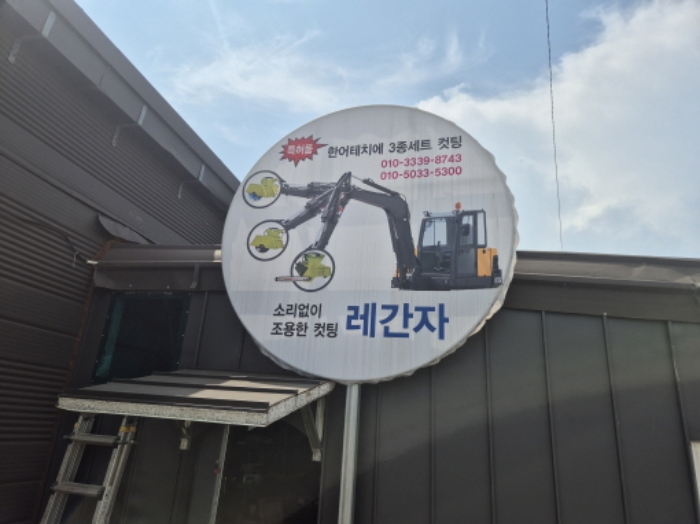 특허품
한어테치에 3종세트 컷팅
010-3339-8743
010-5033-5300
소리없이
조용한 컷팅
레간자